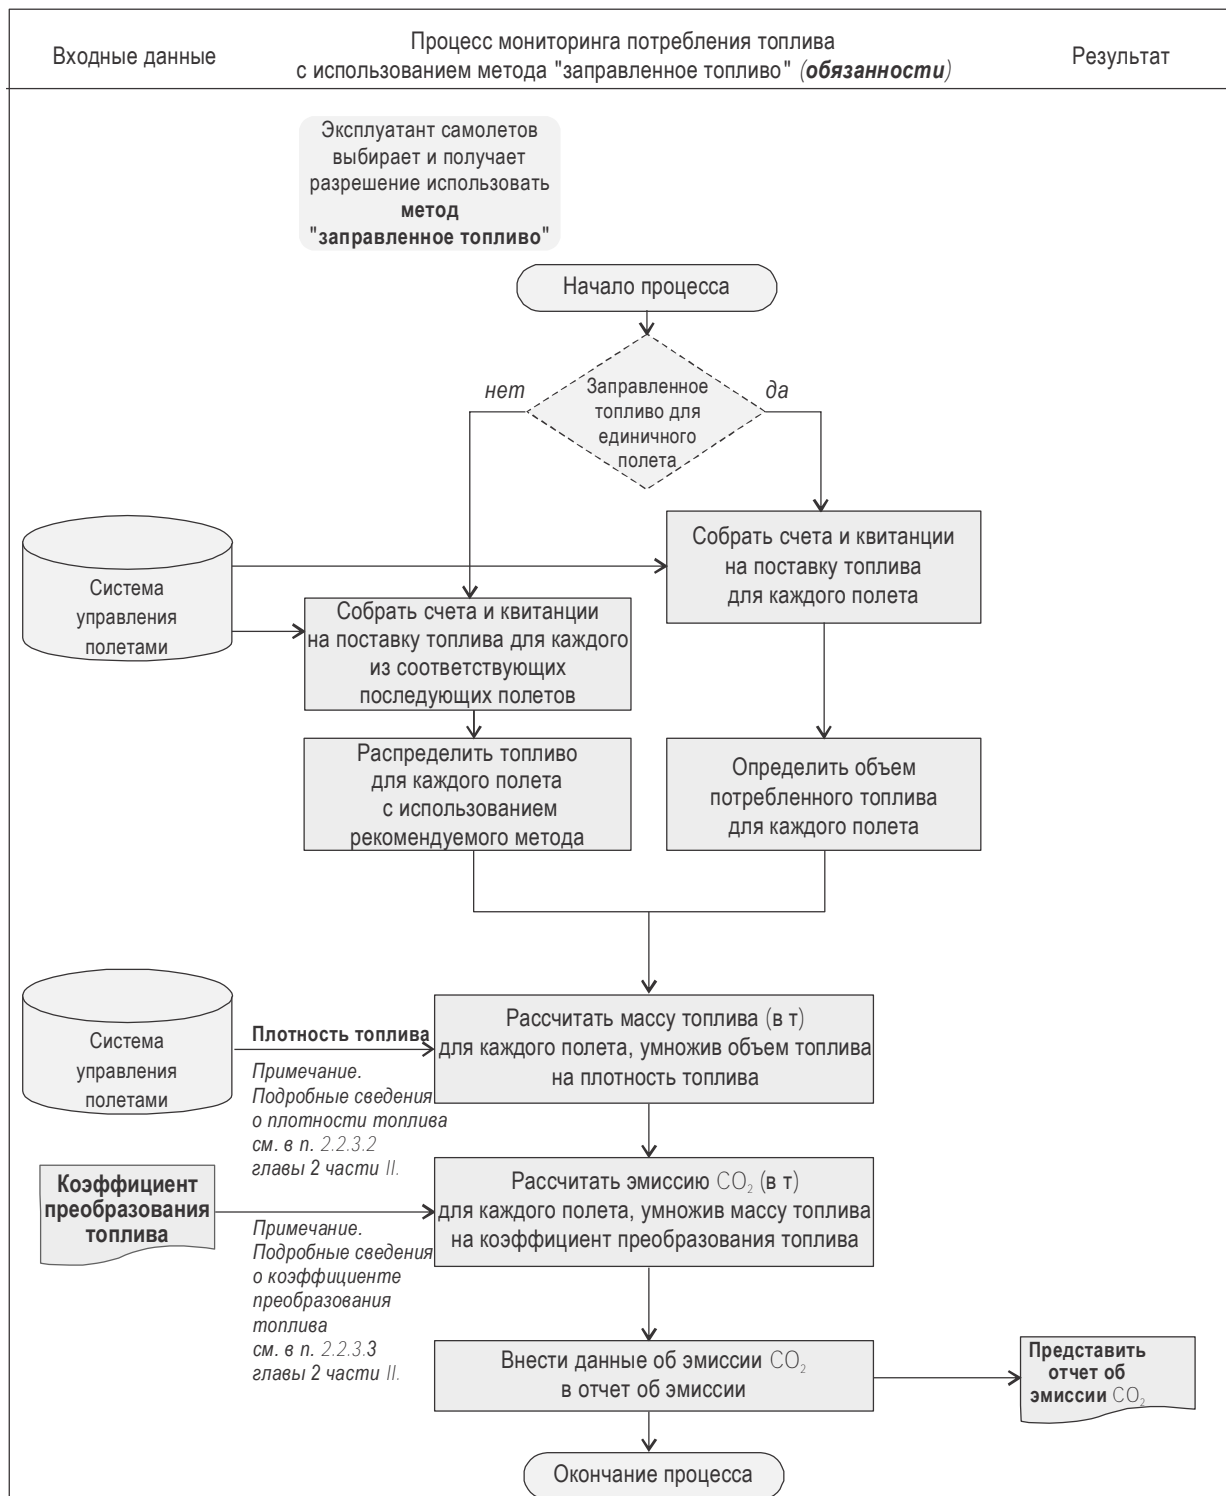 Входные данные
Процесс мониторинга потребления топлива
с использованием метода "заправленное топливо" (обязанности)
Результат
Эксплуатант самолетов
выбирает и получает
разрешение использовать
метод
"заправленное топливо"
Начало процесса
нет
Заправленное
топливо для
единичного
полета
да
Система
управления
полетами
Собрать счета и квитанции
на поставку топлива
для каждого полета
Собрать счета и квитанции
на поставку топлива для каждого
из соответствующих
последующих полетов
Распределить топливо
для каждого полета
с использованием
рекомендуемого метода
Определить объем
потребленного топлива
для каждого полета
Система
управления
полетами
Плотность топлива
Примечание.
Подробные сведения
о плотности топлива
см. в п. 2.2.3.2
главы 2 части II.
Рассчитать массу топлива (в т)
для каждого полета, умножив объем топлива
на плотность топлива
Коэффициент
преобразования
топлива
Примечание.
Подробные сведения
о коэффициенте
преобразования
топлива
см. в п. 2.2.3.3
главы 2 части II.
Рассчитать эмиссию CO₂ (в т)
для каждого полета, умножив массу топлива
на коэффициент преобразования топлива
Внести данные об эмиссии CO₂
в отчет об эмиссии
Представить
отчет об
эмиссии CO₂
Окончание процесса